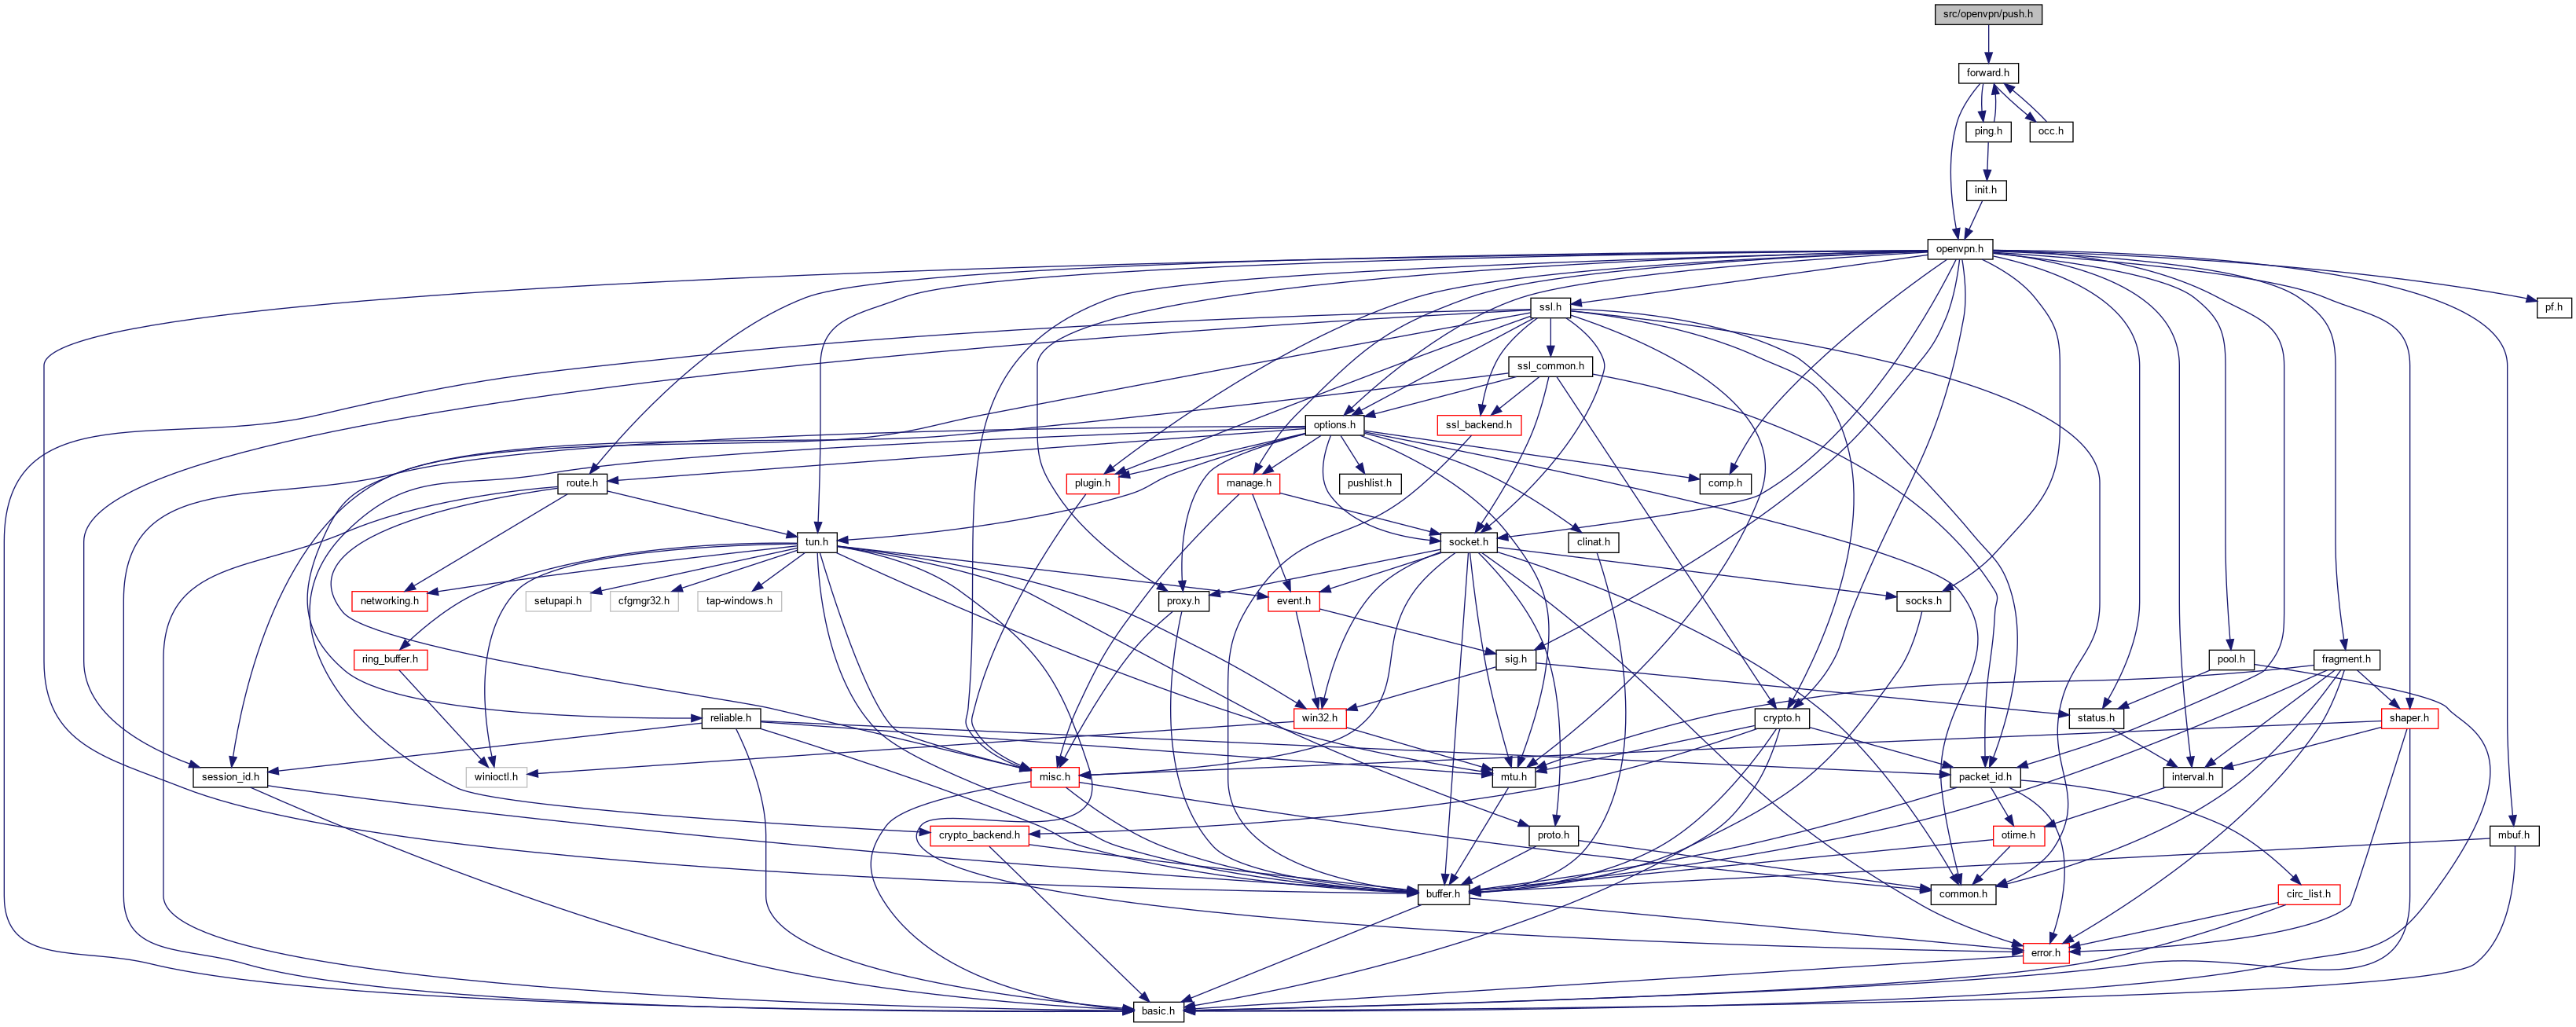 src/openvpn/push.h
forward.h
ping.h
occ.h
init.h
openvpn.h
ssl.h
pf.h
ssl_common.h
options.h
ssl_backend.h
route.h
plugin.h
manage.h
pushlist.h
comp.h
tun.h
socket.h
clinat.h
networking.h
setupapi.h
cfgmgr32.h
tap-windows.h
proxy.h
event.h
socks.h
ring_buffer.h
sig.h
pool.h
fragment.h
reliable.h
win32.h
crypto.h
status.h
shaper.h
session_id.h
winioctl.h
misc.h
mtu.h
packet_id.h
interval.h
crypto_backend.h
proto.h
otime.h
mbuf.h
buffer.h
common.h
circ_list.h
error.h
basic.h